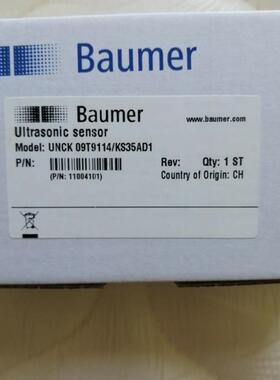 Baumer
Baumer
www.baumer.com
Ultrasonic sensor
Model: UNCK 09T9114/KS35AD1
P/N:
Rev:
Qty: 1 ST
(P/N: 11004101)
Country of Origin: CH